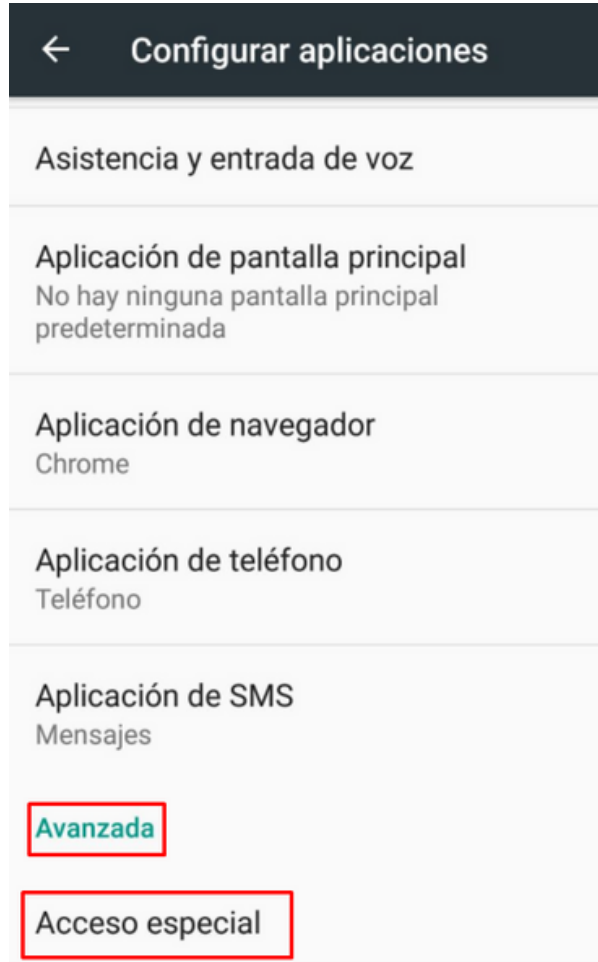 Configurar aplicaciones
Asistencia y entrada de voz
Aplicación de pantalla principal
No hay ninguna pantalla principal
predeterminada
Aplicación de navegador
Chrome
Aplicación de teléfono
Teléfono
Aplicación de SMS
Mensajes
Avanzada
Acceso especial